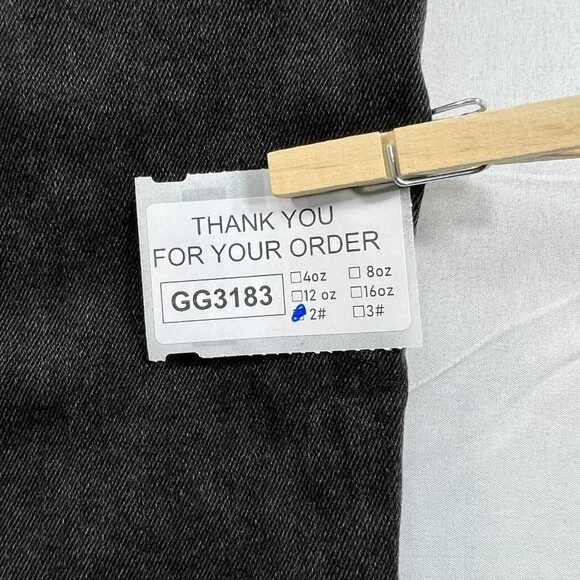 THANK YOU
FOR YOUR ORDER
GG3183
☐4oz ☐ 8oz
☐12 oz ☐16oz
☑ 2# ☐3#